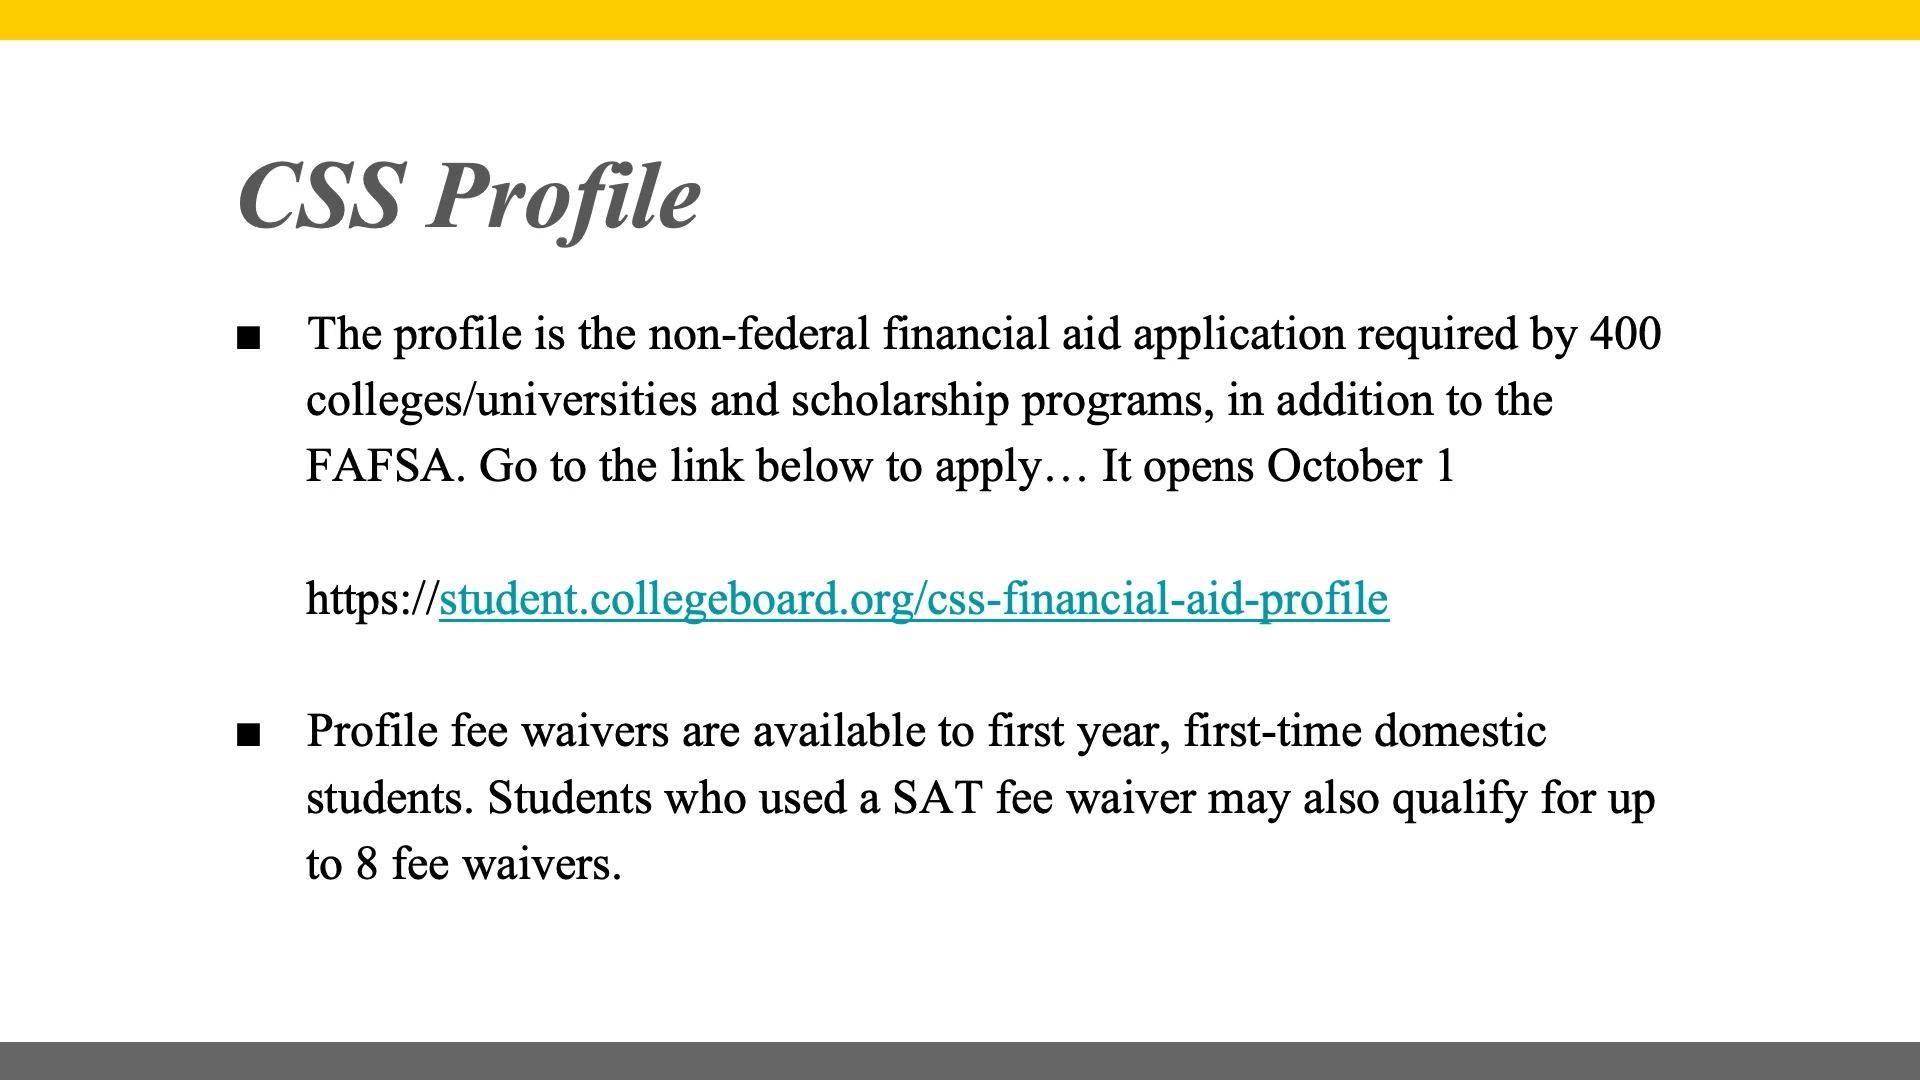 CSS Profile
■ The profile is the non-federal financial aid application required by 400
colleges/universities and scholarship programs, in addition to the
FAFSA. Go to the link below to apply… It opens October 1
https://student.collegeboard.org/css-financial-aid-profile
■ Profile fee waivers are available to first year, first-time domestic
students. Students who used a SAT fee waiver may also qualify for up
to 8 fee waivers.